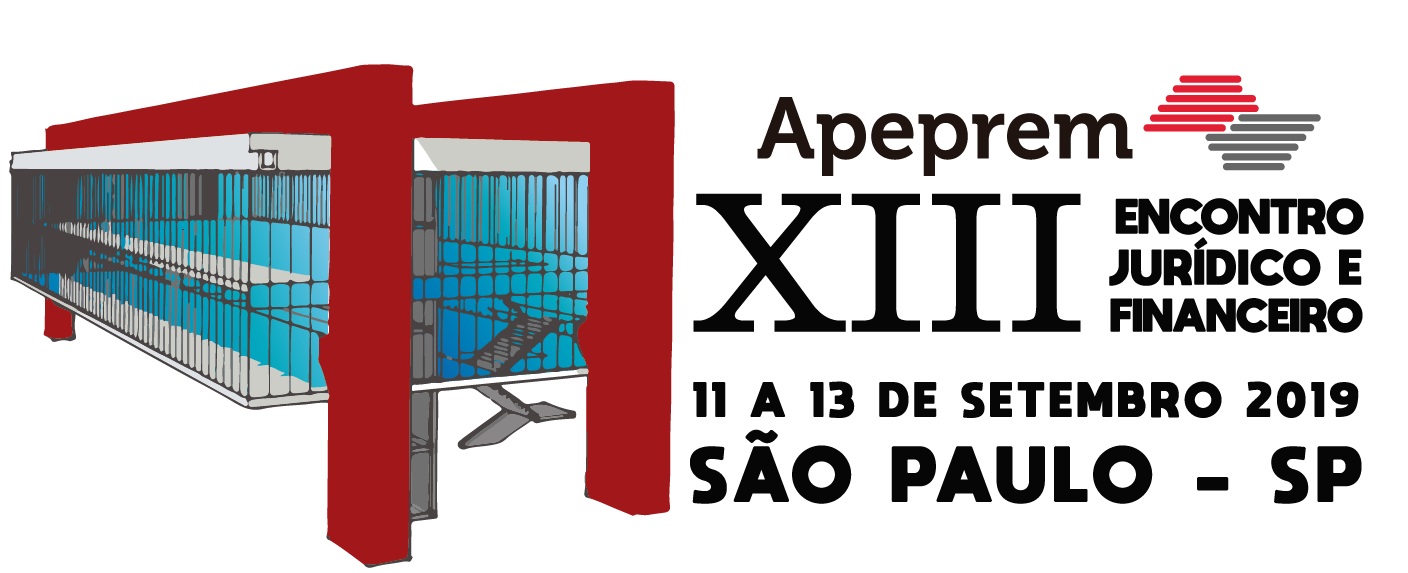 Apeprem
XIII
ENCONTRO
JURÍDICO E
FINANCEIRO
11 A 13 DE SETEMBRO 2019
SÃO PAULO - SP